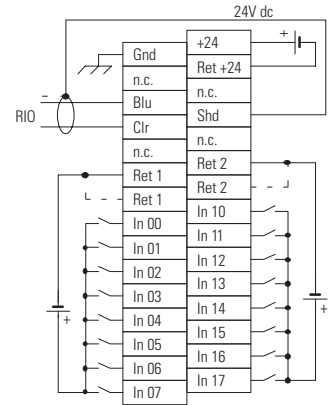 24V dc
+24
+
Gnd
Ret +24
n.c.
n.c.
–
+
Blu
Shd
RIO
Clr
n.c.
n.c.
Ret 2
Ret 1
Ret 2
Ret 1
In 10
In 00
In 11
In 01
In 12
In 02
In 13
In 03
In 14
+
In 04
+
In 15
In 05
In 16
In 06
In 17
In 07